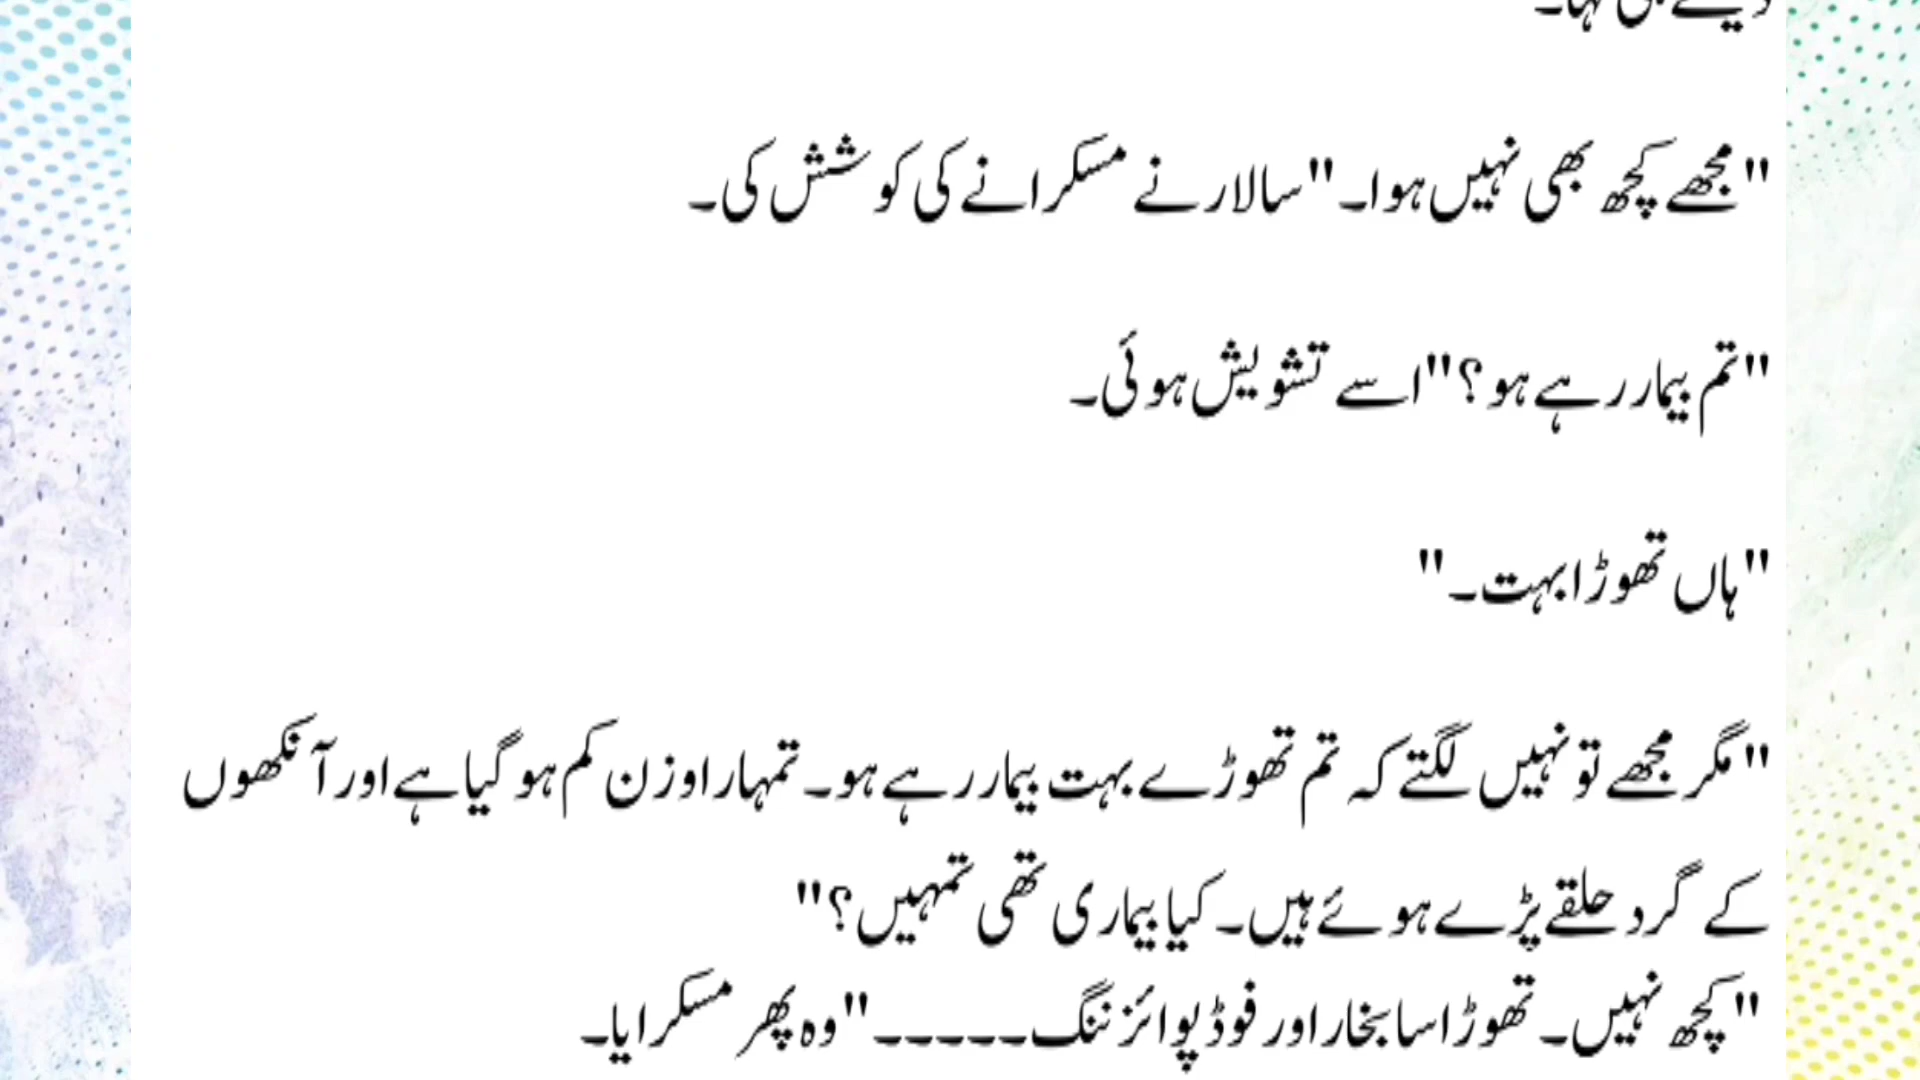 "مجھے کچھ بھی نہیں ہوا۔"سالار نے مسکرانے کی کوشش کی۔
"تم بیمار رہے ہو؟"اسے تشویش ہوئی۔
"ہاں تھوڑا بہت۔"
"مگر مجھے تو نہیں لگتے کہ تم تھوڑے بہت بیمار رہے ہو۔ تمہارا وزن کم ہو گیا ہے اور آنکھوں
کے گرد حلقے پڑے ہوئے ہیں۔ کیا بیماری تھی تمہیں؟"
"کچھ نہیں۔ تھوڑا سا بخار اور فوڈ پوائزننگ۔۔۔۔۔"وہ پھر مسکرایا۔